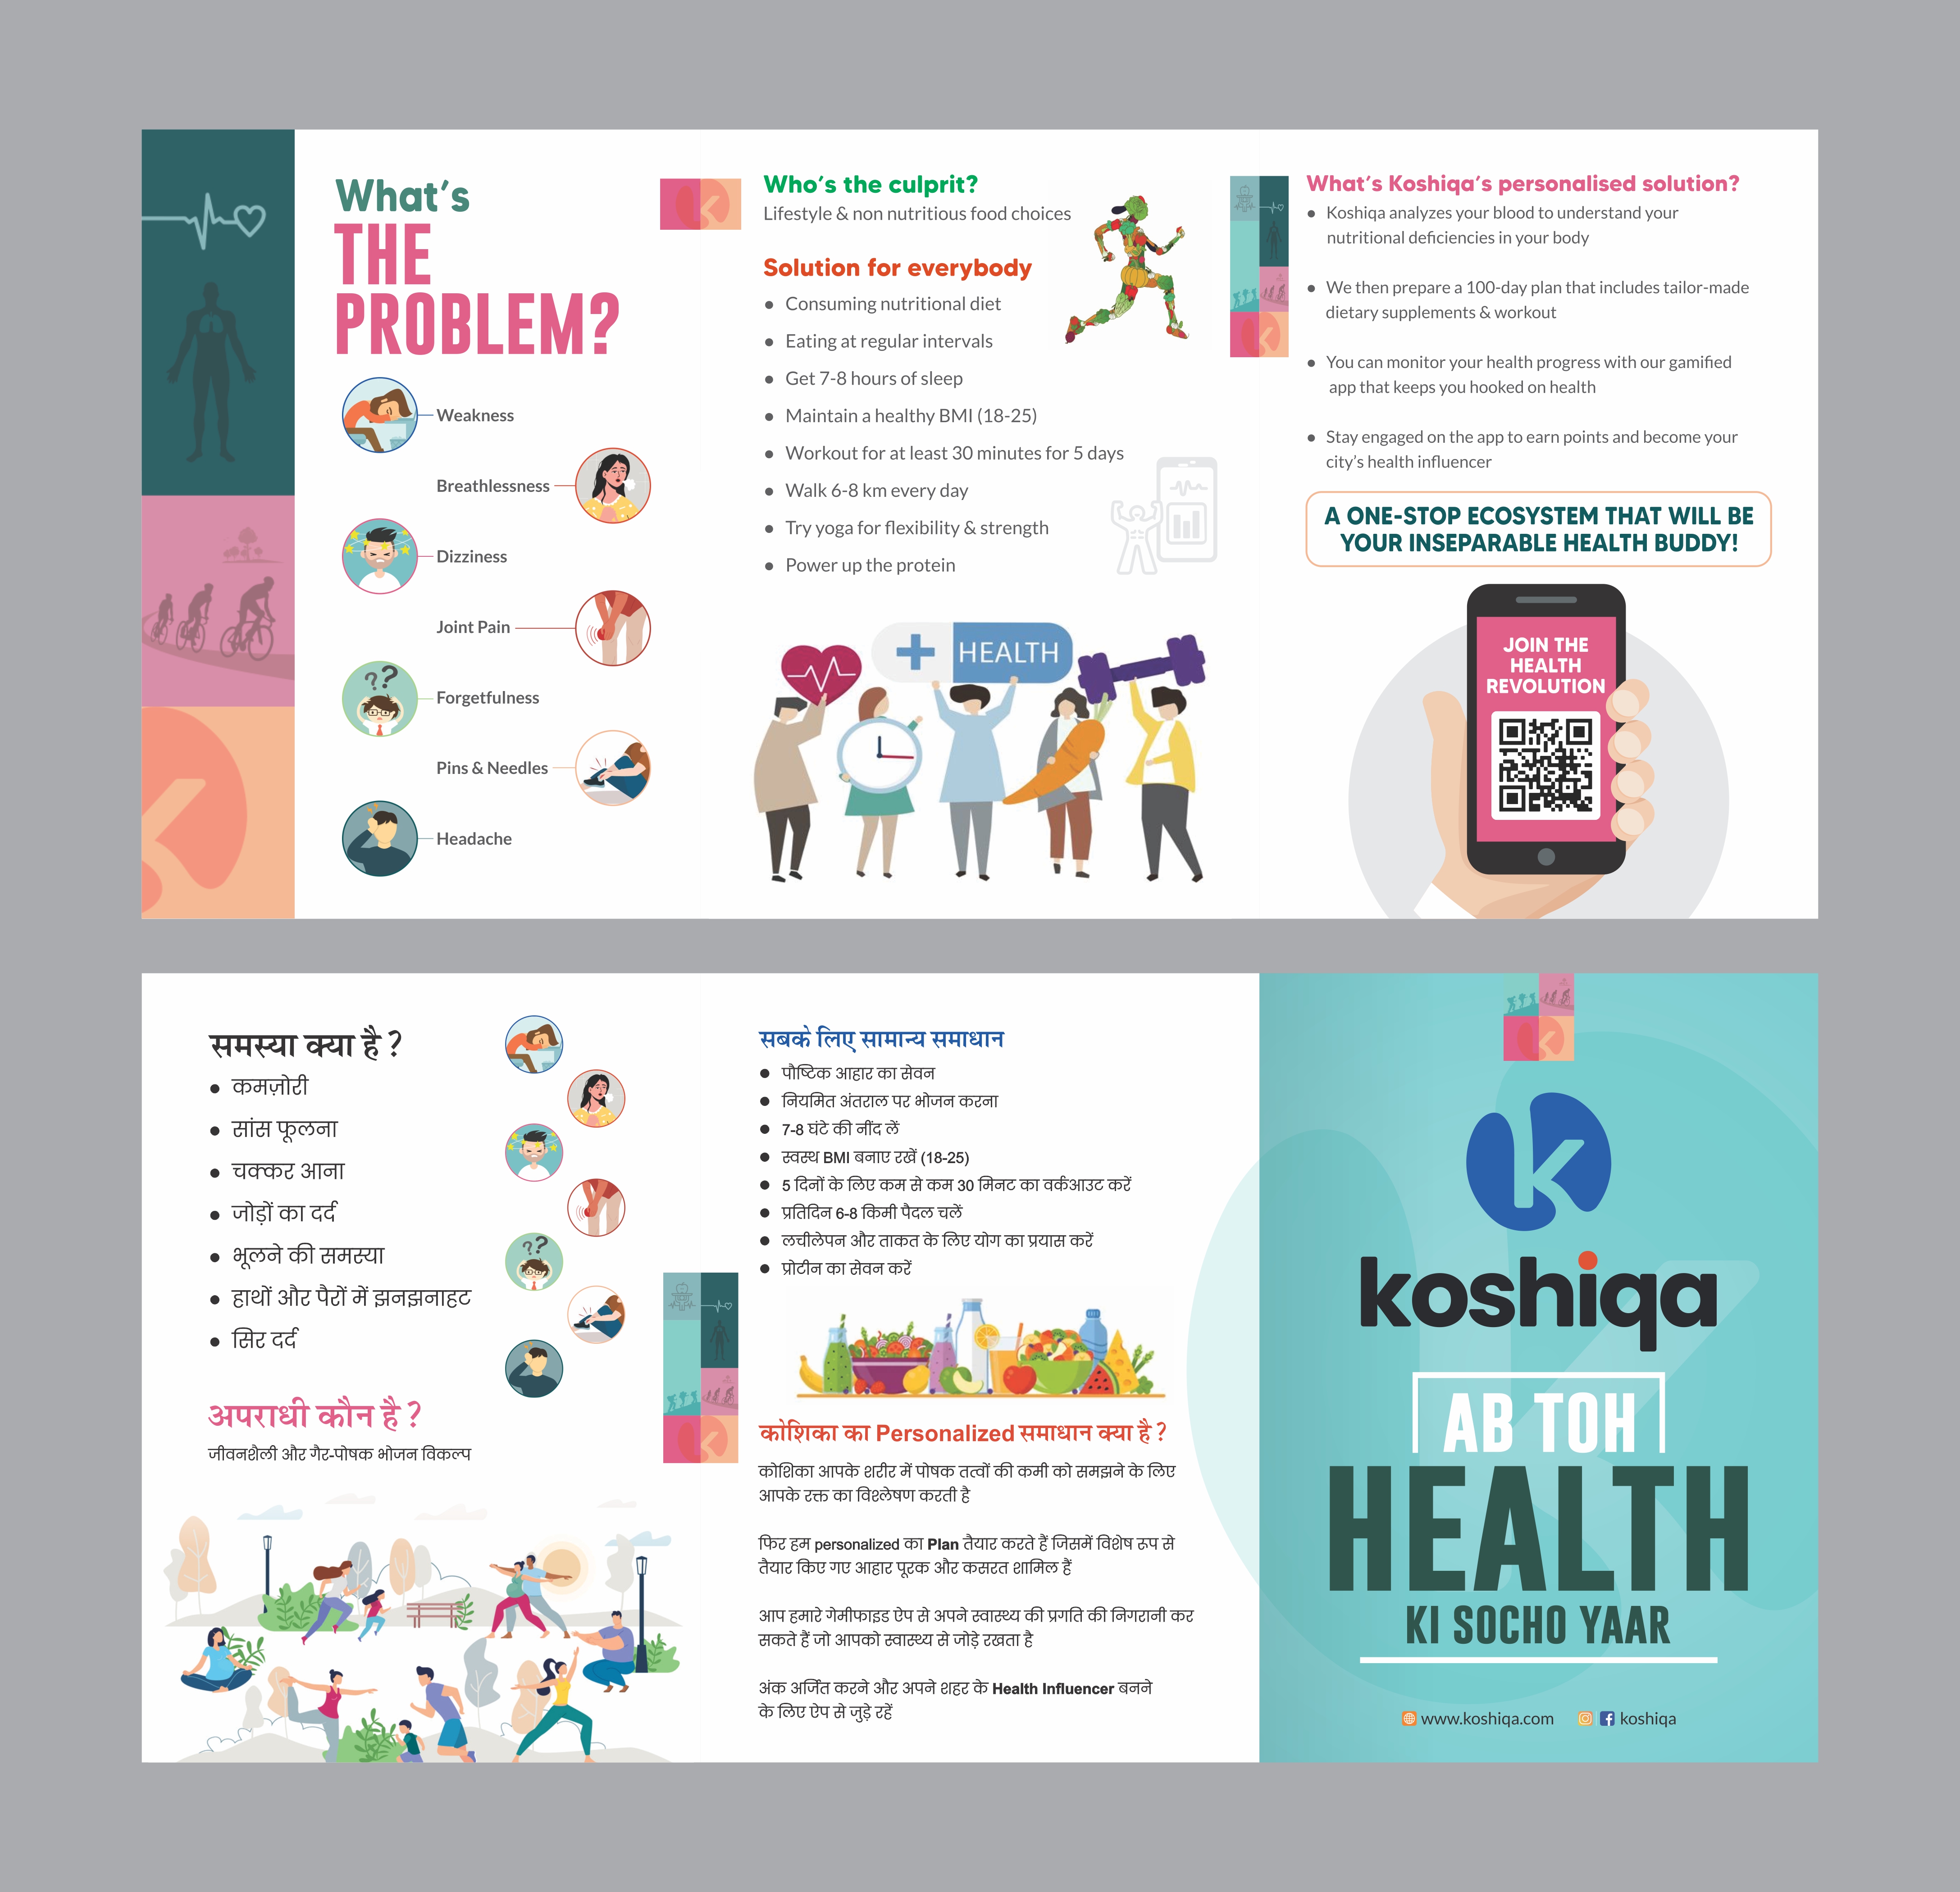 What's
THE
PROBLEM?
Weakness
Breathlessness
Dizziness
Joint Pain
??
Forgetfulness
Pins & Needles
Headache
Who's the culprit?
Lifestyle & non nutritious food choices
Solution for everybody
● Consuming nutritional diet
● Eating at regular intervals
● Get 7-8 hours of sleep
● Maintain a healthy BMI (18-25)
● Workout for at least 30 minutes for 5 days
● Walk 6-8 km every day
● Try yoga for flexibility & strength
● Power up the protein
HEALTH
What's Koshiqa's personalised solution?
● Koshiqa analyzes your blood to understand your
nutritional deficiencies in your body
● We then prepare a 100-day plan that includes tailor-made
dietary supplements & workout
● You can monitor your health progress with our gamified
app that keeps you hooked on health
● Stay engaged on the app to earn points and become your
city's health influencer
A ONE-STOP ECOSYSTEM THAT WILL BE
YOUR INSEPARABLE HEALTH BUDDY!
JOIN THE
HEALTH
REVOLUTION
समस्या क्या है ?
● कमज़ोरी
● सांस फूलना
● चक्कर आना
● जोड़ों का दर्द
● भूलने की समस्या
● हाथों और पैरों में झनझनाहट
● सिर दर्द
??
अपराधी कौन है ?
जीवनशैली और गैर-पोषक भोजन विकल्प
सबके लिए सामान्य समाधान
● पौष्टिक आहार का सेवन
● नियमित अंतराल पर भोजन करना
● 7-8 घंटे की नींद लें
● स्वस्थ BMI बनाए रखें (18-25)
● 5 दिनों के लिए कम से कम 30 मिनट का वर्कआउट करें
● प्रतिदिन 6-8 किमी पैदल चलें
● लचीलेपन और ताकत के लिए योग का प्रयास करें
● प्रोटीन का सेवन करें
कोशिका का Personalized समाधान क्या है ?
कोशिका आपके शरीर में पोषक तत्वों की कमी को समझने के लिए
आपके रक्त का विश्लेषण करती है
फिर हम personalized का Plan तैयार करते हैं जिसमें विशेष रूप से
तैयार किए गए आहार पूरक और कसरत शामिल हैं
आप हमारे गेमीफाइड ऐप से अपने स्वास्थ्य की प्रगति की निगरानी कर
सकते हैं जो आपको स्वास्थ्य से जोड़े रखता है
अंक अर्जित करने और अपने शहर के Health Influencer बनने
के लिए ऐप से जुड़े रहें
k
koshiqa
AB TOH
HEALTH
KI SOCHO YAAR
www.koshiqa.com
koshiqa